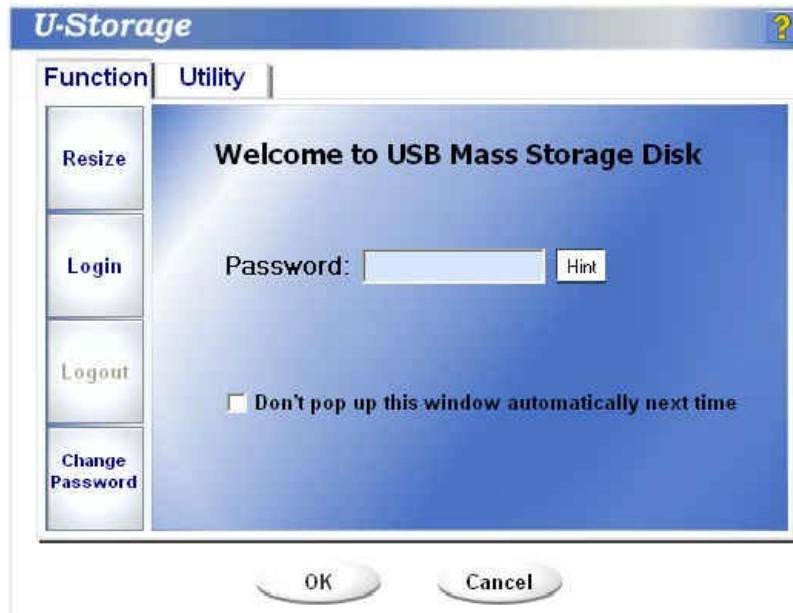 U-Storage
?
Function Utility
Resize
Welcome to USB Mass Storage Disk
Login
Password: Hint
Logout
Don't pop up this window automatically next time
Change
Password
OK Cancel